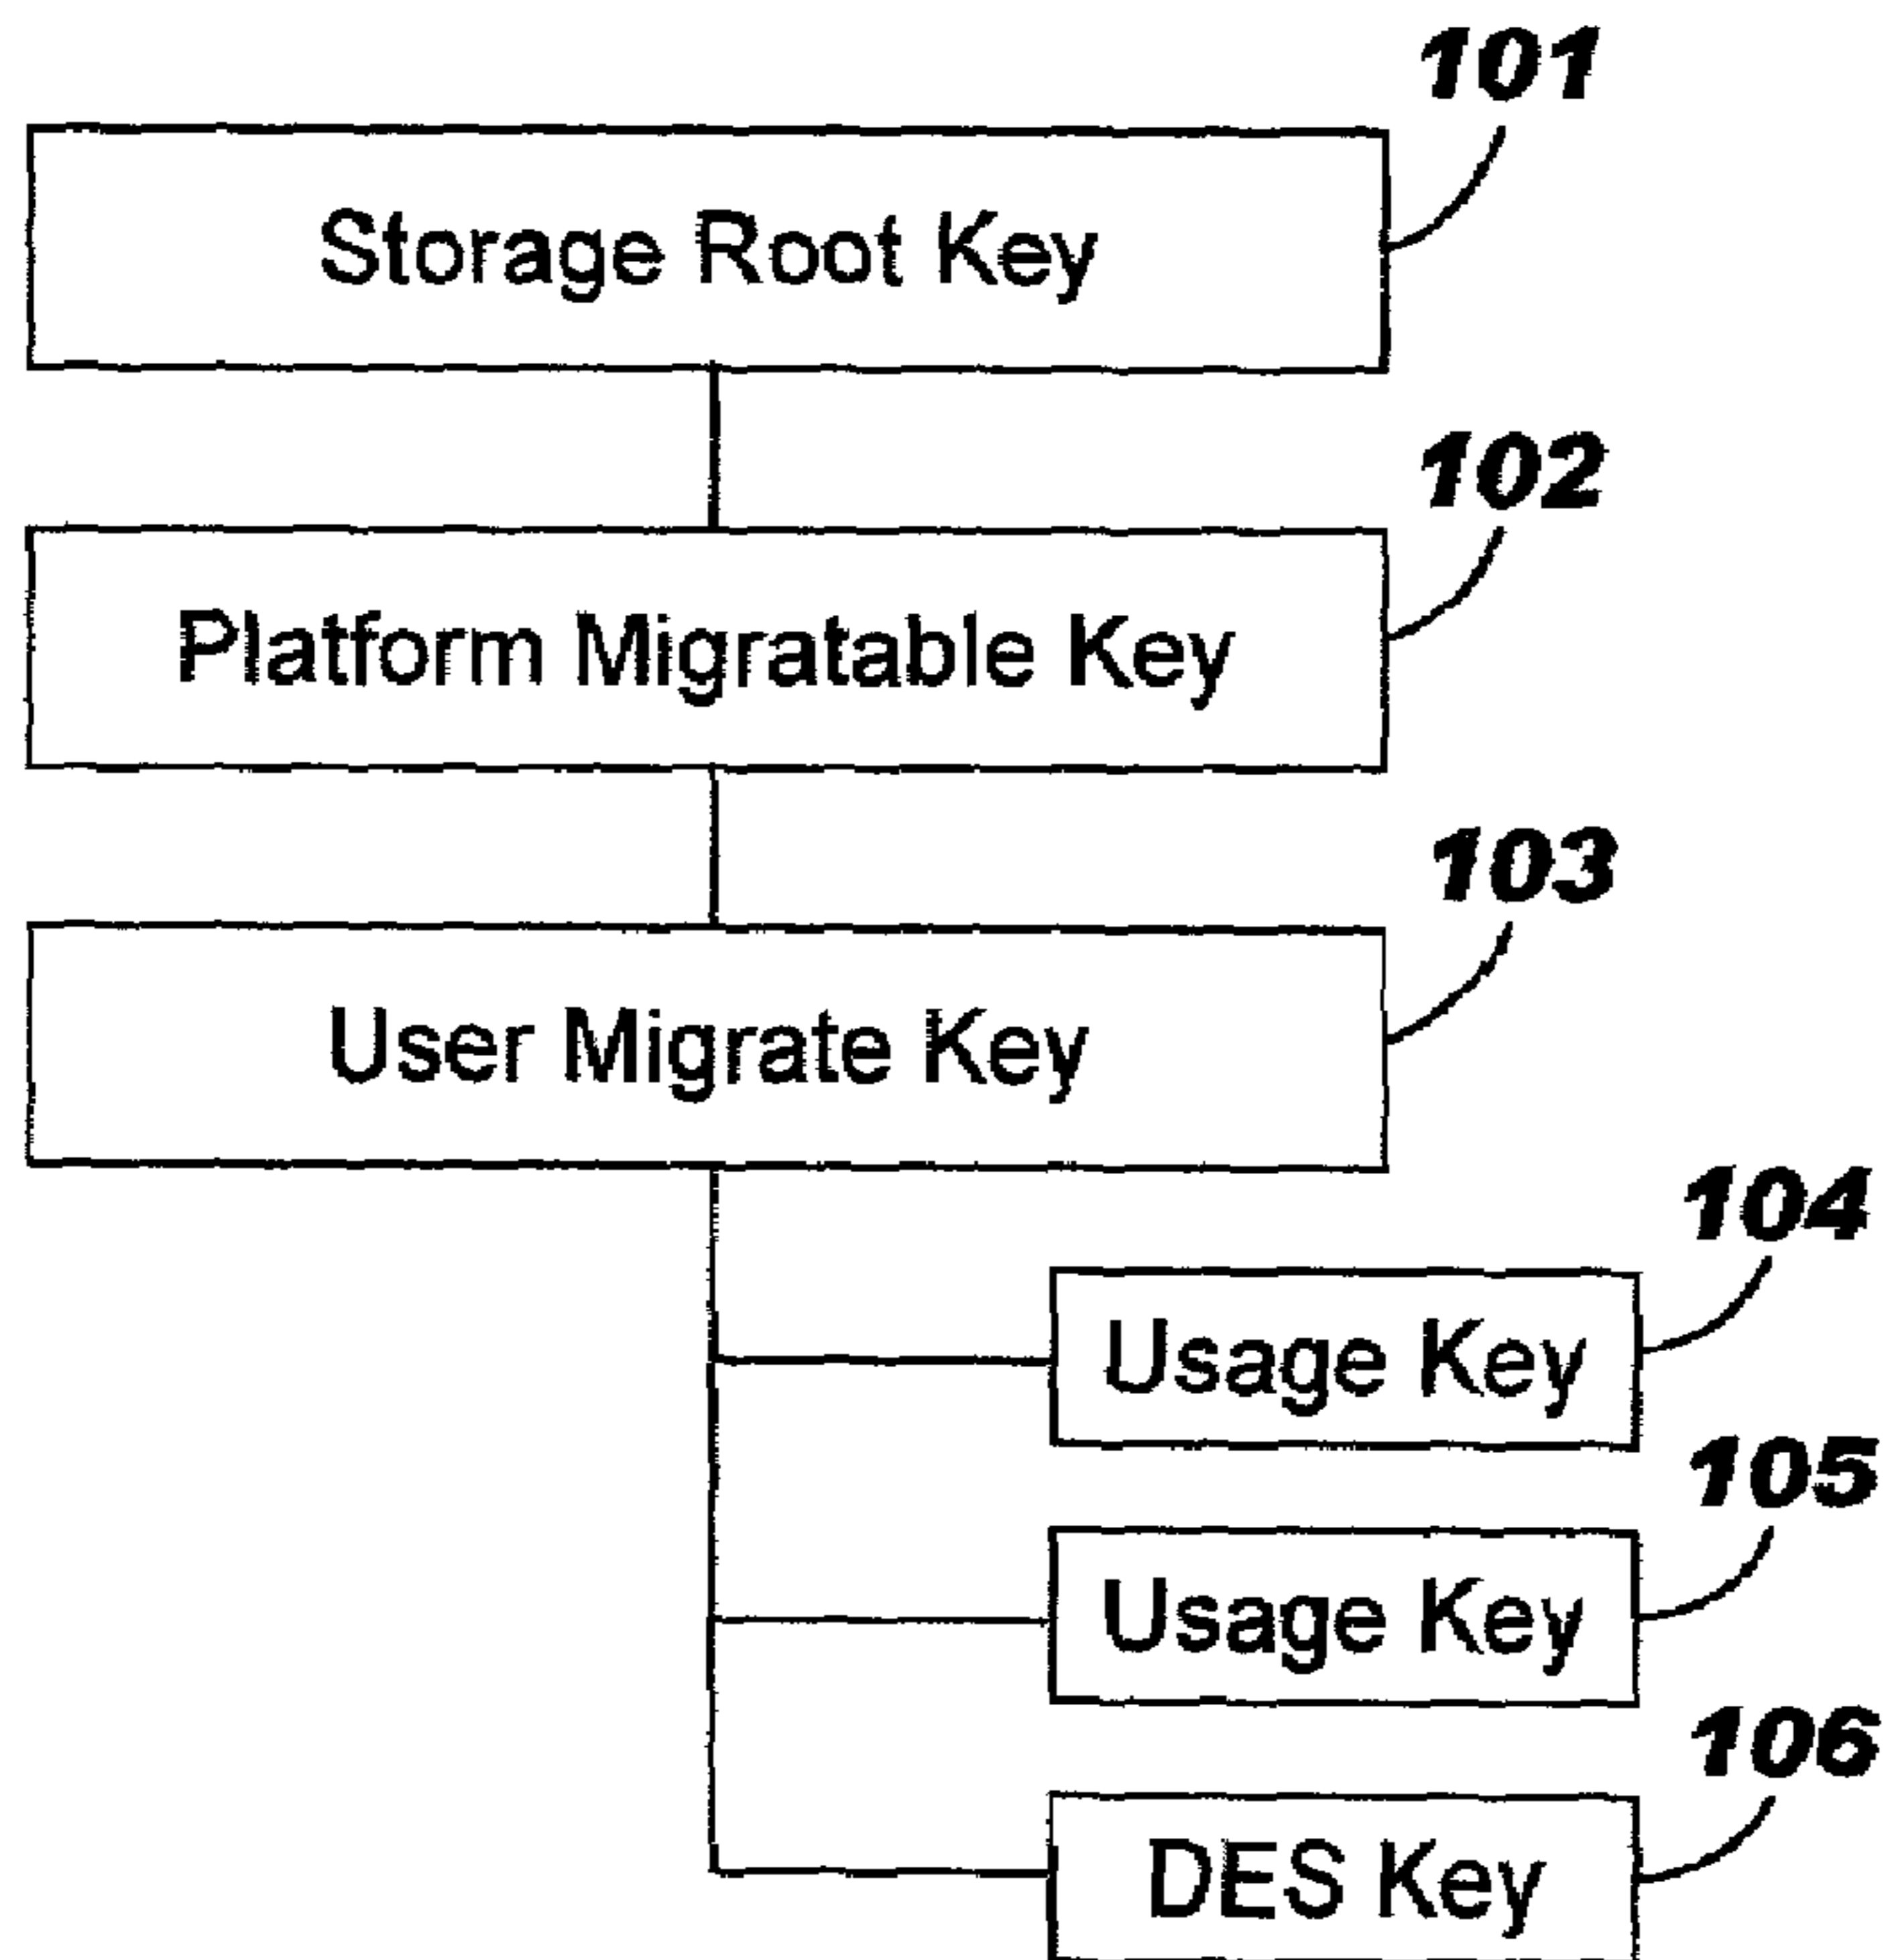 101
Storage Root Key
102
Platform Migratable Key
103
User Migrate Key
104
Usage Key
105
Usage Key
106
DES Key